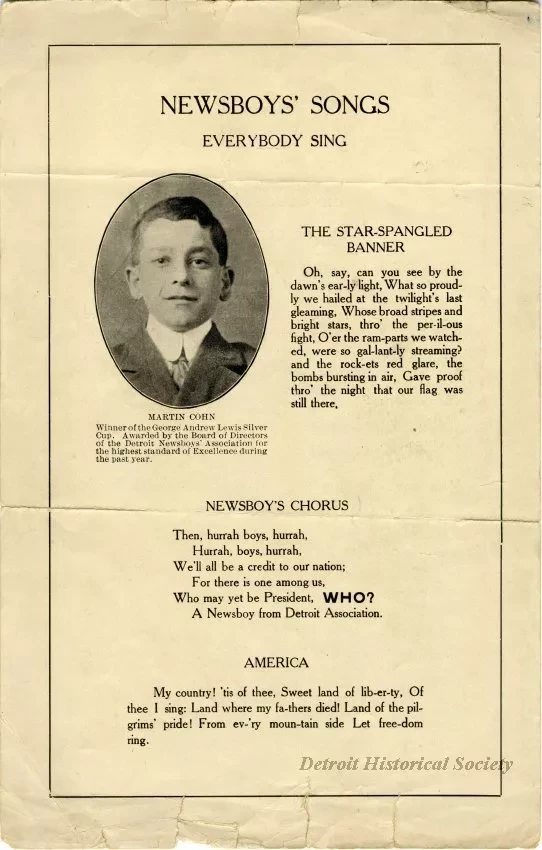 NEWSBOYS' SONGS
EVERYBODY SING
MARTIN COHN
Winner of the George Andrew Lewis Silver
Cup. Awarded by the Board of Directors
of the Detroit Newsboys' Association for
the highest standard of Excellence during
the past year.
THE STAR-SPANGLED
BANNER
Oh, say, can you see by the
dawn's ear-ly light, What so proud-
ly we hailed at the twilight's last
gleaming, Whose broad stripes and
bright stars, thro' the per-il-ous
fight, O'er the ram-parts we watch-
ed, were so gal-lant-ly streaming?
and the rock-ets red glare, the
bombs bursting in air, Gave proof
thro' the night that our flag was
still there,
NEWSBOY'S CHORUS
Then, hurrah boys, hurrah,
Hurrah, boys, hurrah,
We'll all be a credit to our nation;
For there is one among us,
Who may yet be President, WHO?
A Newsboy from Detroit Association.
AMERICA
My country! 'tis of thee, Sweet land of lib-er-ty, Of
thee I sing: Land where my fa-thers died! Land of the pil-
grims' pride! From ev-'ry moun-tain side Let free-dom
ring.
Detroit Historical Society